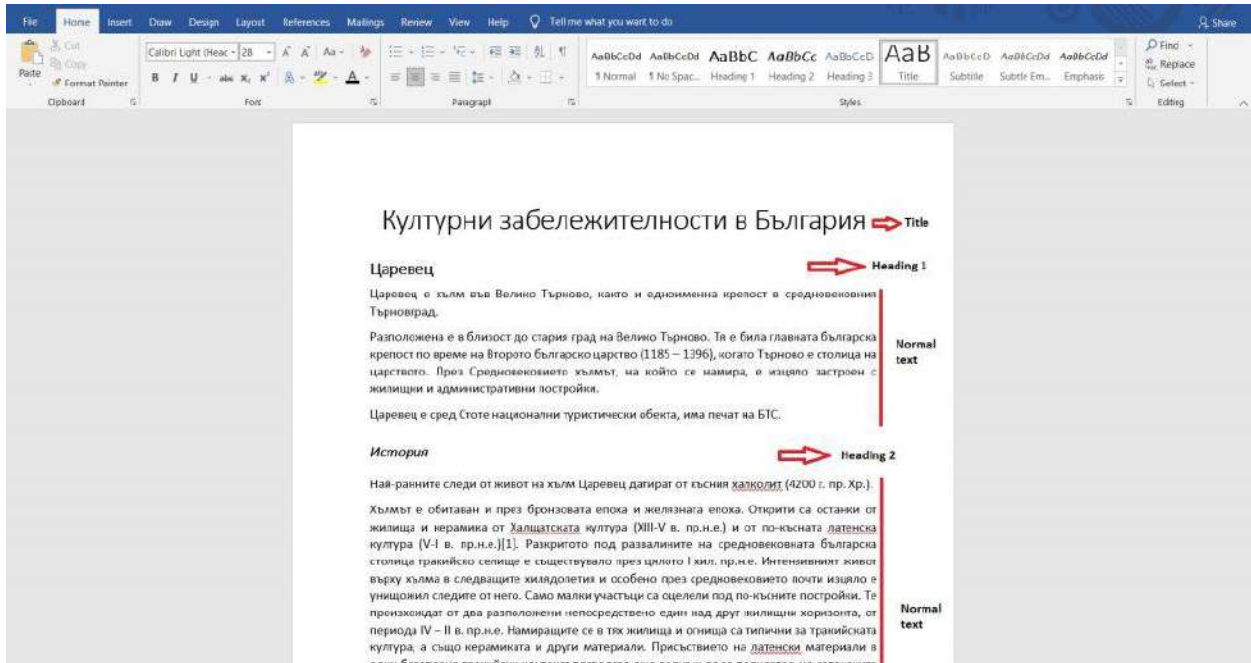 File Home Insert Draw Design Layout References Mailings Review View Help Tell me what you want to do Share
Cut
Copy
Paste
Format Painter
Clipboard
Calibri Light (Headc 28 A A Aa
B I U abc X₂ X² A A
Font
Paragraph
AaBbCcDd AaBbCcDd AaBbC AaBbCc AaBbCcD AaB AaBbCcD AaBbCcDd AaBbCcDd
¶ Normal ¶ No Spac... Heading 1 Heading 2 Heading 3 Title Subtitle Subtle Em... Emphasis
Styles
Find
Replace
Select
Editing
Културни забележителности в България Title
Царевец Heading 1
Царевец е хълм във Велико Търново, както и едноименна крепост в средновековния
Търновград.
Разположена е в близост до стария град на Велико Търново. Тя е била главната българска
крепост по време на Второто българско царство (1185 – 1396), когато Търново е столица на
царството. През Средновековието хълмът, на който се намира, е изцяло застроен с
жилищни и административни постройки.
Царевец е сред Стоте национални туристически обекта, има печат на БТС.
Normal
text
История Heading 2
Най-ранните следи от живот на хълм Царевец датират от късния халколит (4200 г. пр. Хр.).
Хълмът е обитаван и през бронзовата епоха и желязната епоха. Открити са останки от
жилища и керамика от Халщатската култура (XIII-V в. пр.н.е.) и от по-късната латенска
култура (V-I в. пр.н.е.)[1]. Разкритото под развалините на средновековната българска
столица тракийско селище е съществувало през цялото I хил. пр.н.е. Интензивният живот
върху хълма в следващите хилядолетия и особено през средновековието почти изцяло е
унищожил следите от него. Само малки участъци са оцелели под по-късните постройки. Те
произхождат от два разположени непосредствено един над друг жилищни хоризонта, от
периода IV – II в. пр.н.е. Намиращите се в тях жилища и огнища са типични за тракийската
култура, а също керамиката и други материали. Присъствието на латенски материали в
Normal
text